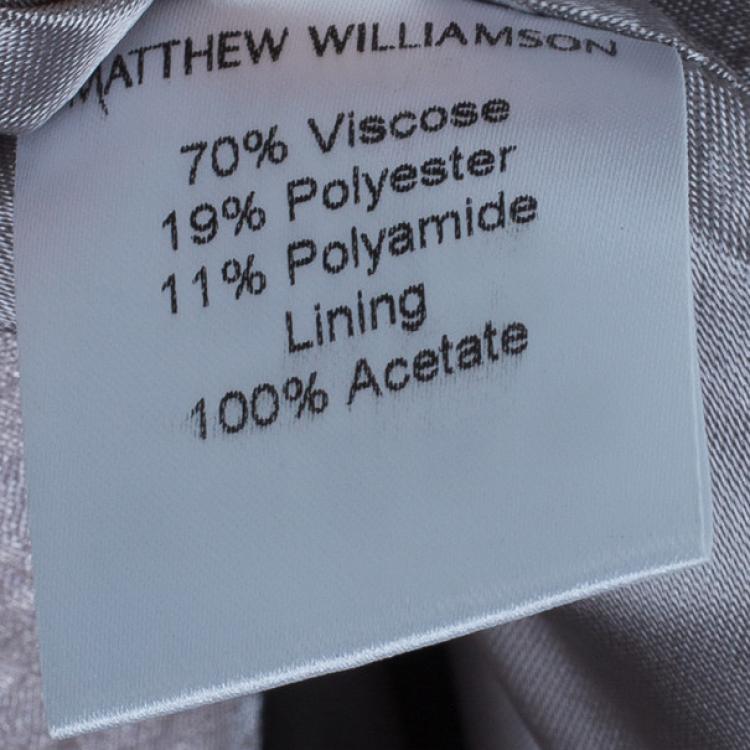 MATTHEW WILLIAMSON
70% Viscose
19% Polyester
11% Polyamide
Lining
100% Acetate